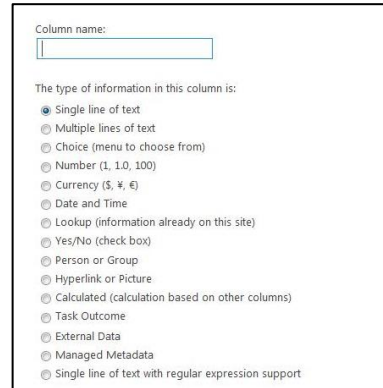 Column name:
The type of information in this column is:
Single line of text
Multiple lines of text
Choice (menu to choose from)
Number (1, 1.0, 100)
Currency ($, ¥, €)
Date and Time
Lookup (information already on this site)
Yes/No (check box)
Person or Group
Hyperlink or Picture
Calculated (calculation based on other columns)
Task Outcome
External Data
Managed Metadata
Single line of text with regular expression support